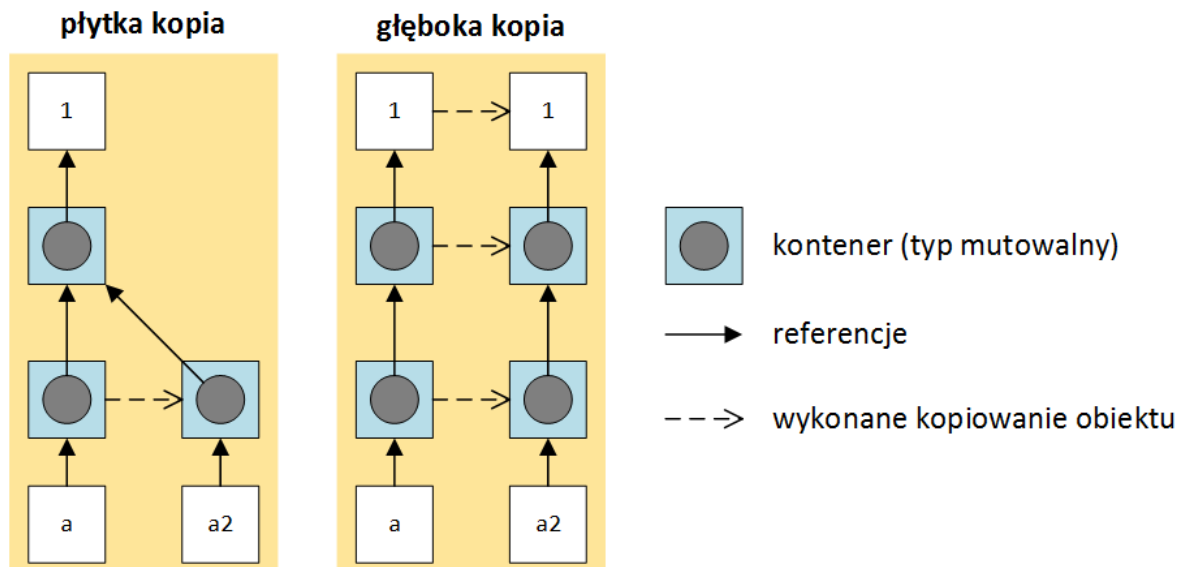 płytka kopia
głęboka kopia
1
1
1
kontener (typ mutowalny)
referencje
wykonane kopiowanie obiektu
a
a2
a
a2